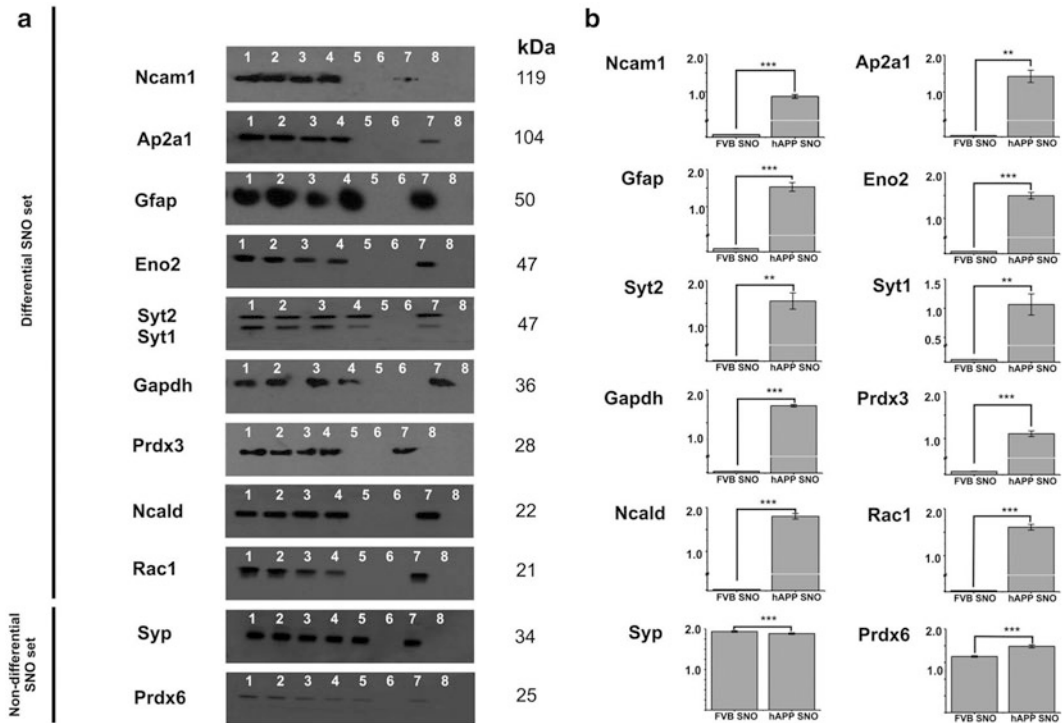 a
b
Differential SNO set
Non-differential
SNO set
kDa
Ncam1
1 2 3 4 5 6 7 8
119
Ap2a1
1 2 3 4 5 6 7 8
104
Gfap
1 2 3 4 5 6 7 8
50
Eno2
1 2 3 4 5 6 7 8
47
Syt2
Syt1
1 2 3 4 5 6 7 8
47
Gapdh
1 2 3 4 5 6 7 8
36
Prdx3
1 2 3 4 5 6 7 8
28
Ncald
1 2 3 4 5 6 7 8
22
Rac1
1 2 3 4 5 6 7 8
21
Syp
1 2 3 4 5 6 7 8
34
Prdx6
1 2 3 4 5 6 7 8
25
Ncam1
2.0
1.0
***
FVB SNO hAPP SNO
Ap2a1
2.0
1.0
**
FVB SNO hAPP SNO
Gfap
2.0
1.0
***
FVB SNO hAPP SNO
Eno2
2.0
1.0
***
FVB SNO hAPP SNO
Syt2
2.0
1.0
**
FVB SNO hAPP SNO
Syt1
1.5
1.0
0.5
**
FVB SNO hAPP SNO
Gapdh
2.0
1.0
***
FVB SNO hAPP SNO
Prdx3
2.0
1.0
***
FVB SNO hAPP SNO
Ncald
2.0
1.0
***
FVB SNO hAPP SNO
Rac1
2.0
1.0
***
FVB SNO hAPP SNO
Syp
2.0
1.0
***
FVB SNO hAPP SNO
Prdx6
2.0
1.0
***
FVB SNO hAPP SNO